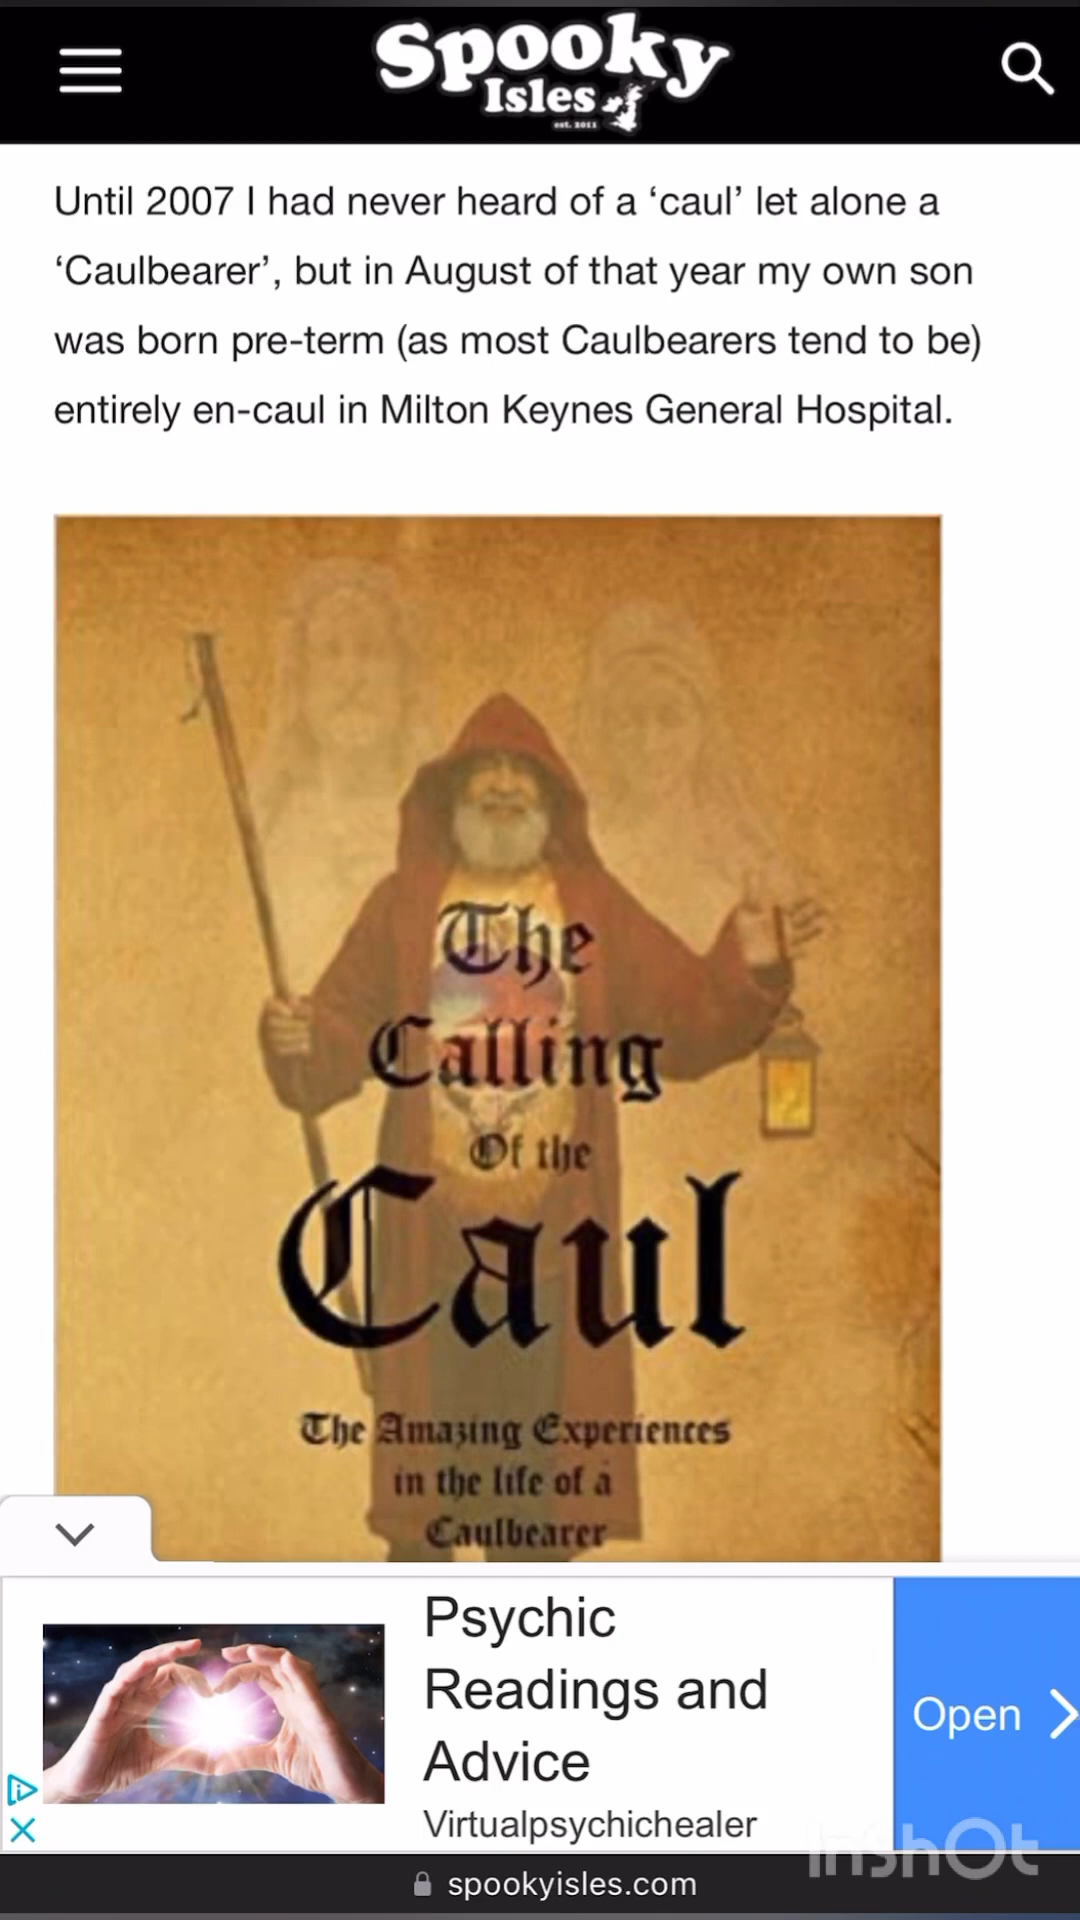 Spooky
Isles
est. 2011
Until 2007 I had never heard of a ‘caul’ let alone a
‘Caulbearer’, but in August of that year my own son
was born pre-term (as most Caulbearers tend to be)
entirely en-caul in Milton Keynes General Hospital.
The
Calling
Of the
Caul
The Amazing Experiences
in the life of a
Caulbearer
Psychic
Readings and
Advice
Virtualpsychichealer
Open
InShOt
spookyisles.com